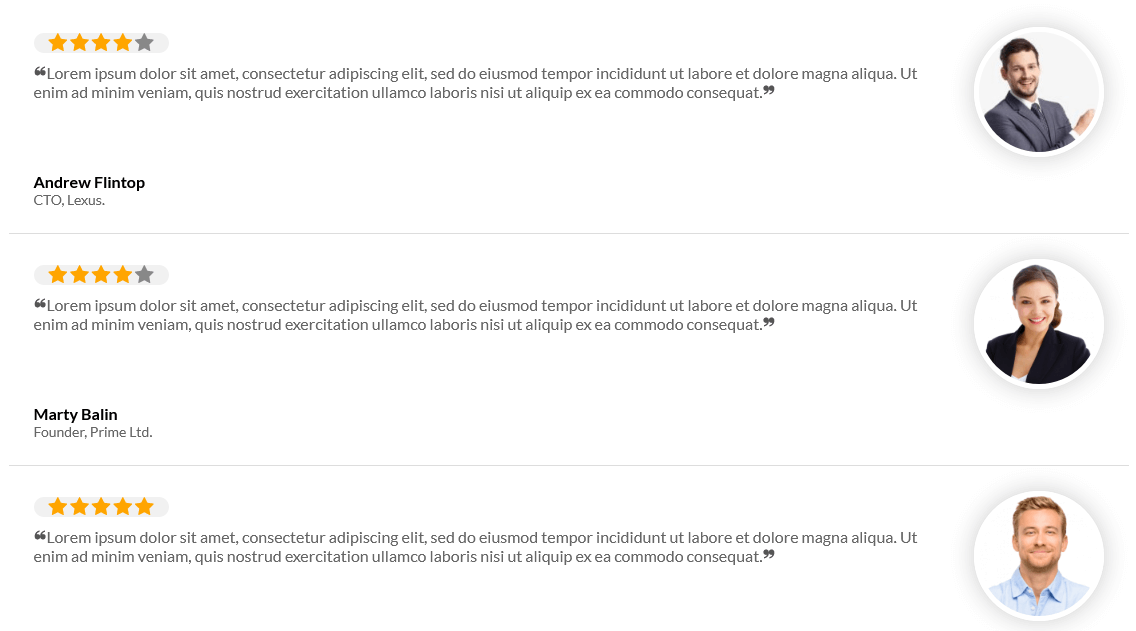 ❝Lorem ipsum dolor sit amet, consectetur adipiscing elit, sed do eiusmod tempor incididunt ut labore et dolore magna aliqua. Ut
enim ad minim veniam, quis nostrud exercitation ullamco laboris nisi ut aliquip ex ea commodo consequat.❞
Andrew Flintop
CTO, Lexus.
❝Lorem ipsum dolor sit amet, consectetur adipiscing elit, sed do eiusmod tempor incididunt ut labore et dolore magna aliqua. Ut
enim ad minim veniam, quis nostrud exercitation ullamco laboris nisi ut aliquip ex ea commodo consequat.❞
Marty Balin
Founder, Prime Ltd.
❝Lorem ipsum dolor sit amet, consectetur adipiscing elit, sed do eiusmod tempor incididunt ut labore et dolore magna aliqua. Ut
enim ad minim veniam, quis nostrud exercitation ullamco laboris nisi ut aliquip ex ea commodo consequat.❞